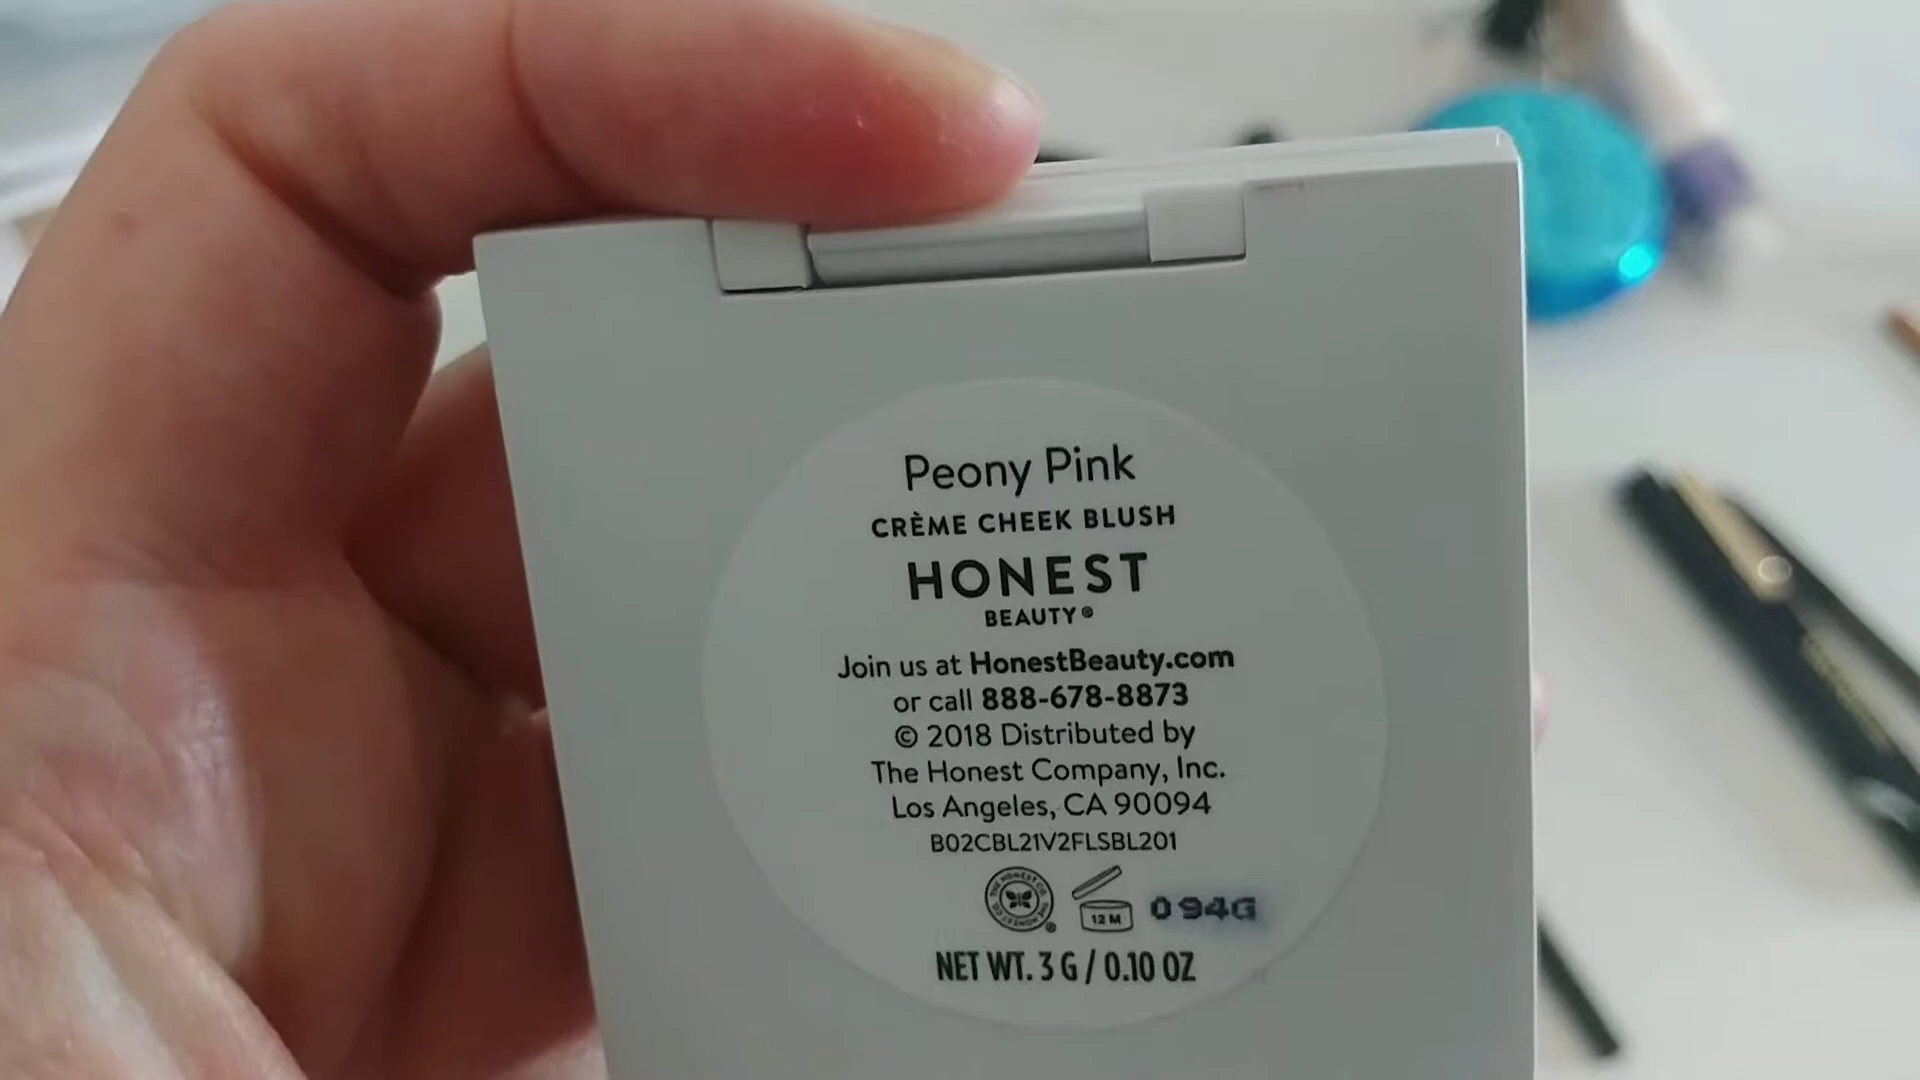 Peony Pink
CRÈME CHEEK BLUSH
HONEST
BEAUTY®
Join us at HonestBeauty.com
or call 888-678-8873
© 2018 Distributed by
The Honest Company, Inc.
Los Angeles, CA 90094
B02CBL21V2FLSBL201
12 M 094G
NET WT. 3 G / 0.10 OZ